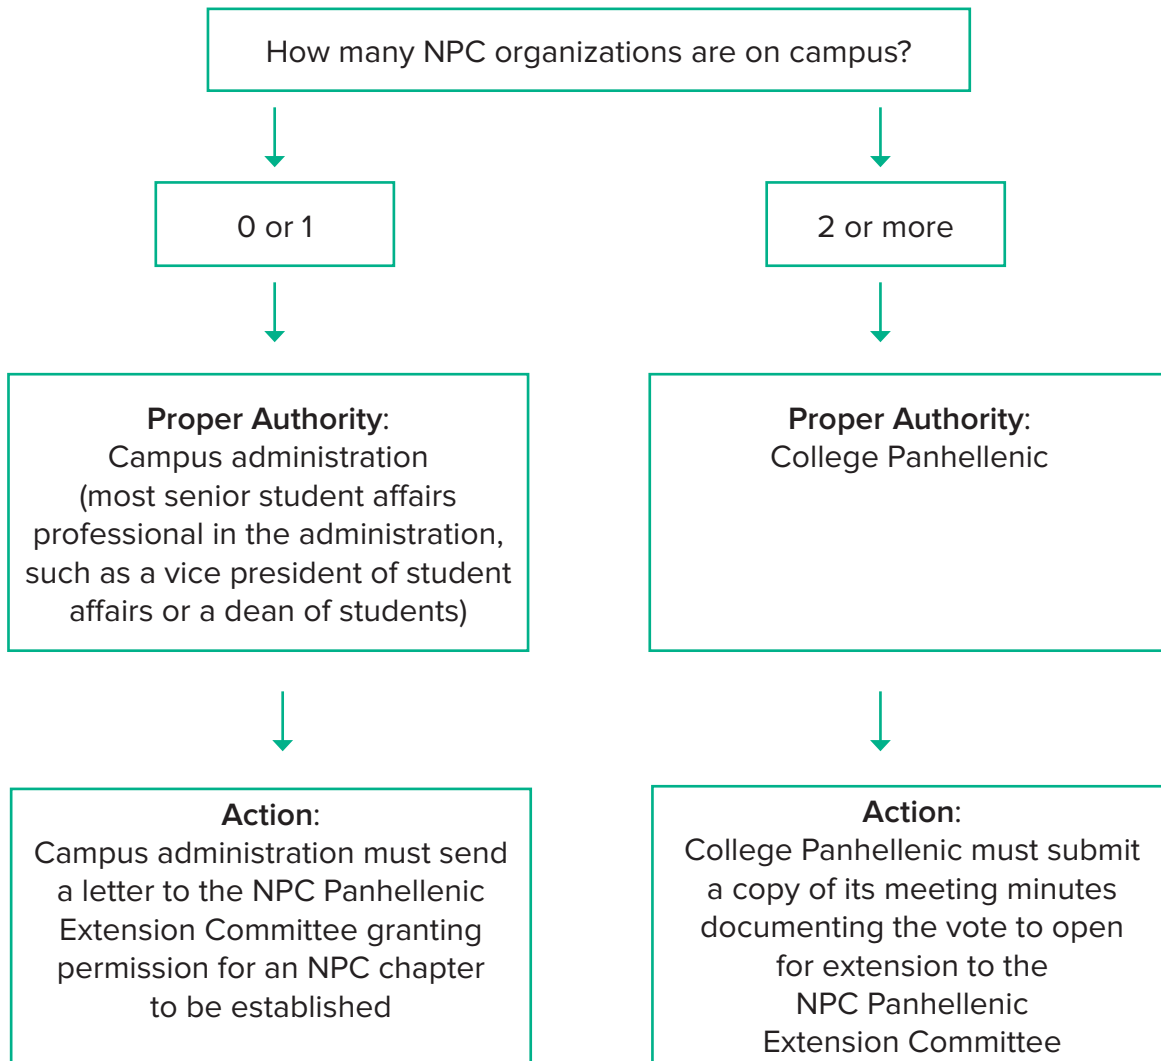 How many NPC organizations are on campus?
0 or 1
2 or more
Proper Authority:
Campus administration
(most senior student affairs
professional in the administration,
such as a vice president of student
affairs or a dean of students)
Proper Authority:
College Panhellenic
Action:
Campus administration must send
a letter to the NPC Panhellenic
Extension Committee granting
permission for an NPC chapter
to be established
Action:
College Panhellenic must submit
a copy of its meeting minutes
documenting the vote to open
for extension to the
NPC Panhellenic
Extension Committee